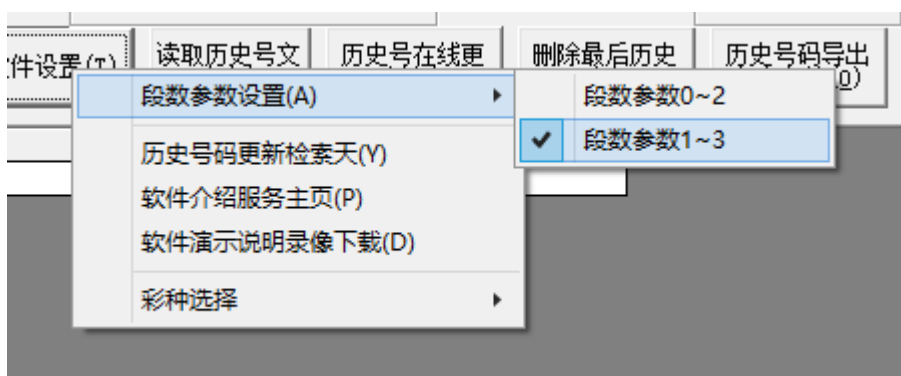 件设置(T)
读取历史号文
历史号在线更
删除最后历史
历史号码导出
O)
段数参数设置(A)
段数参数0~2
段数参数1~3
历史号码更新检索天(Y)
软件介绍服务主页(P)
软件演示说明录像下载(D)
彩种选择